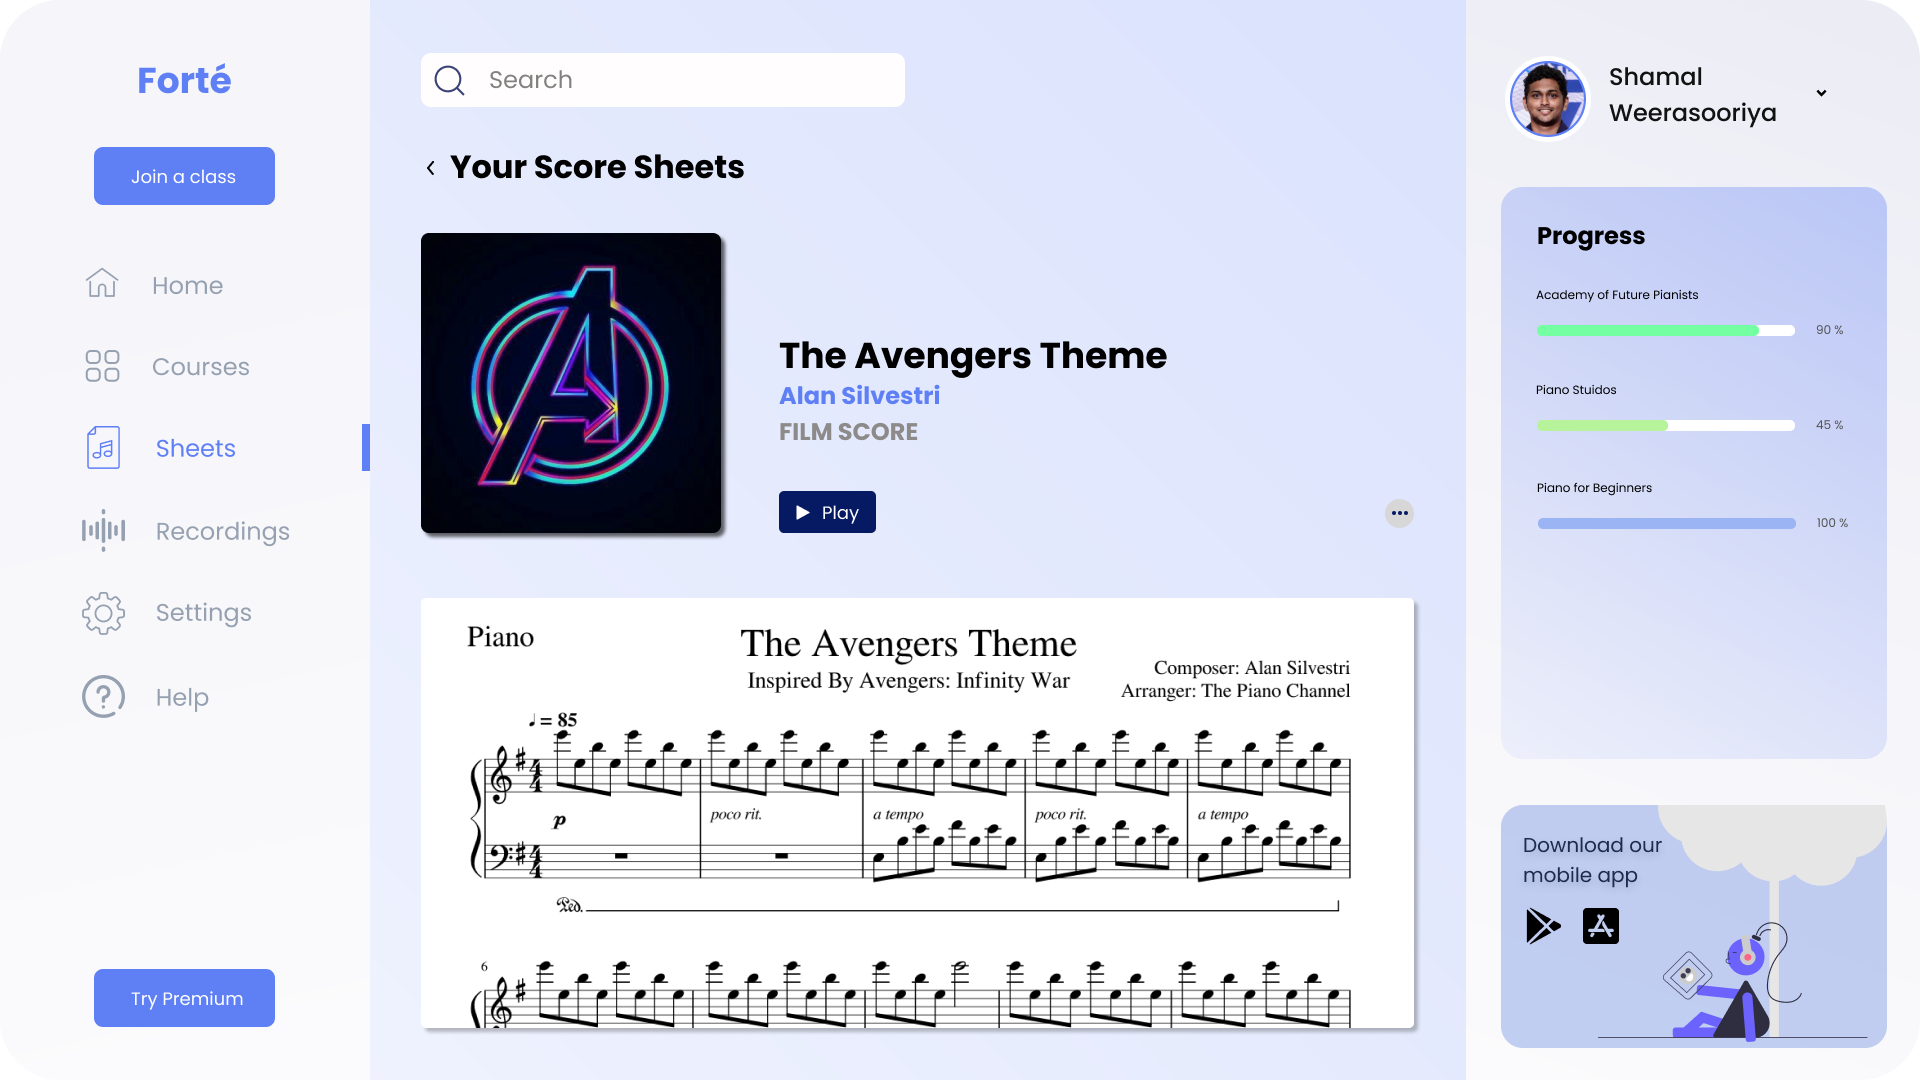 Forté
Join a class
Home
Courses
Sheets
Recordings
Settings
Help
Try Premium
Search
Your Score Sheets
The Avengers Theme
Alan Silvestri
FILM SCORE
Play
Piano
The Avengers Theme
Inspired By Avengers: Infinity War
Composer: Alan Silvestri
Arranger: The Piano Channel
♩ = 85
p
poco rit.
a tempo
poco rit.
a tempo
Ped.
6
Shamal
Weerasooriya
Progress
Academy of Future Pianists
90 %
Piano Stuidos
45 %
Piano for Beginners
100 %
Download our
mobile app